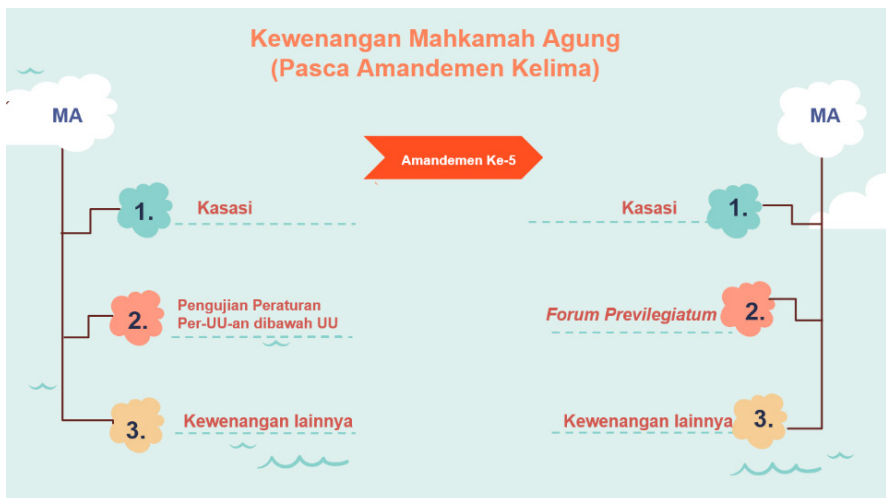 Kewenangan Mahkamah Agung
(Pasca Amandemen Kelima)
MA
MA
Amandemen Ke-5
1.
Kasasi
2.
Pengujian Peraturan
Per-UU-an dibawah UU
3.
Kewenangan lainnya
Kasasi
1.
Forum Previlegiatum
2.
Kewenangan lainnya
3.